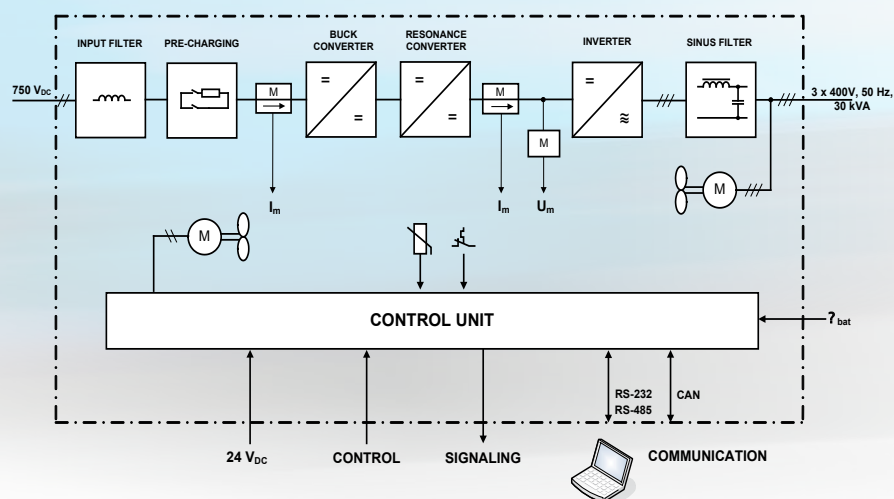 INPUT FILTER
PRE-CHARGING
BUCK
CONVERTER
RESONANCE
CONVERTER
INVERTER
SINUS FILTER
750 VDC
M
M
M
3 x 400V, 50 Hz,
30 kVA
M
Im
Im
Um
M
CONTROL UNIT
?bat
RS-232
RS-485
CAN
24 VDC
CONTROL
SIGNALING
COMMUNICATION